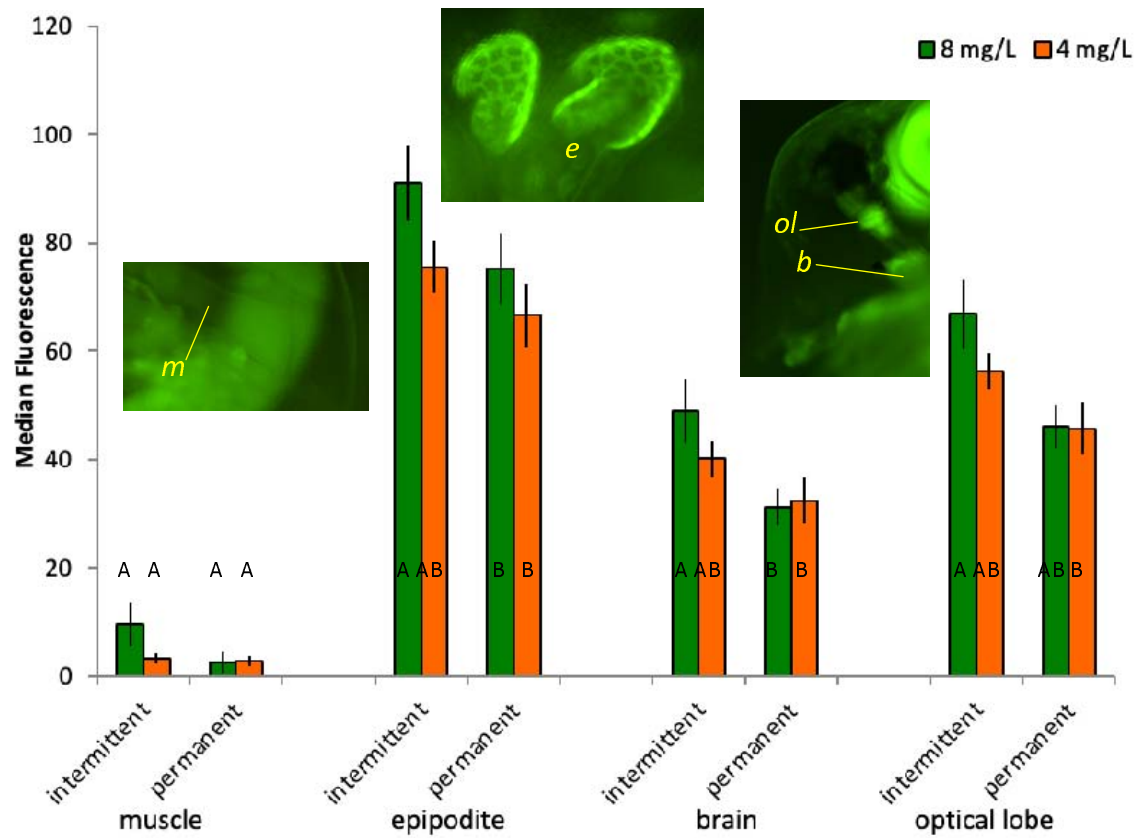 120
100
80
60
40
20
0
Median Fluorescence
8 mg/L 4 mg/L
e
ol
b
m
A A A A A AB B B A AB B B A AB AB B
intermittent permanent intermittent permanent intermittent permanent intermittent permanent
muscle epipodite brain optical lobe